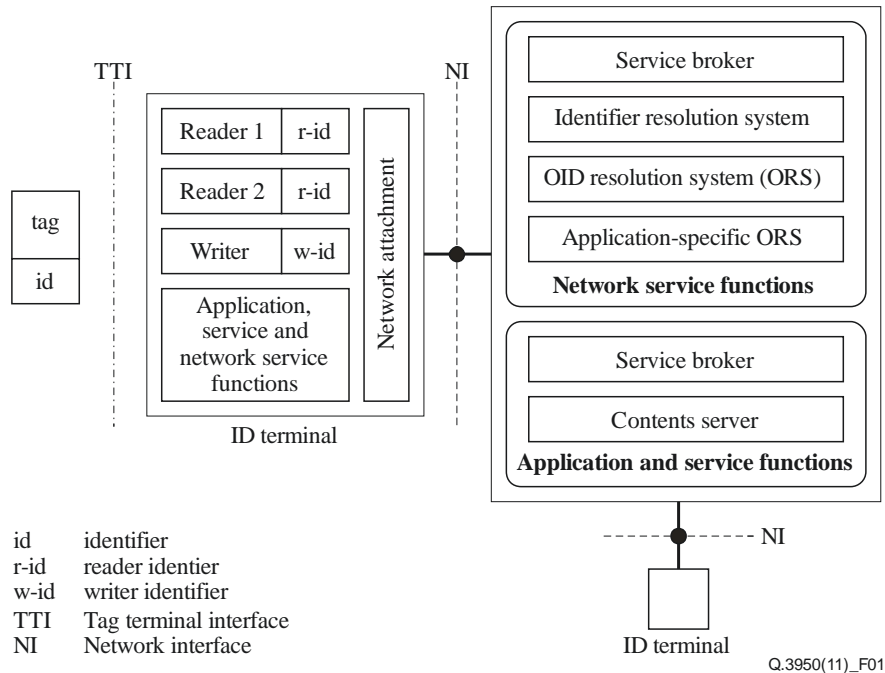 TTI
NI
tag
id
Reader 1 r-id
Reader 2 r-id
Writer w-id
Application,
service and
network service
functions
Network attachment
ID terminal
Service broker
Identifier resolution system
OID resolution system (ORS)
Application-specific ORS
Network service functions
Service broker
Contents server
Application and service functions
NI
ID terminal
id identifier
r-id reader identier
w-id writer identifier
TTI Tag terminal interface
NI Network interface
Q.3950(11)_F01